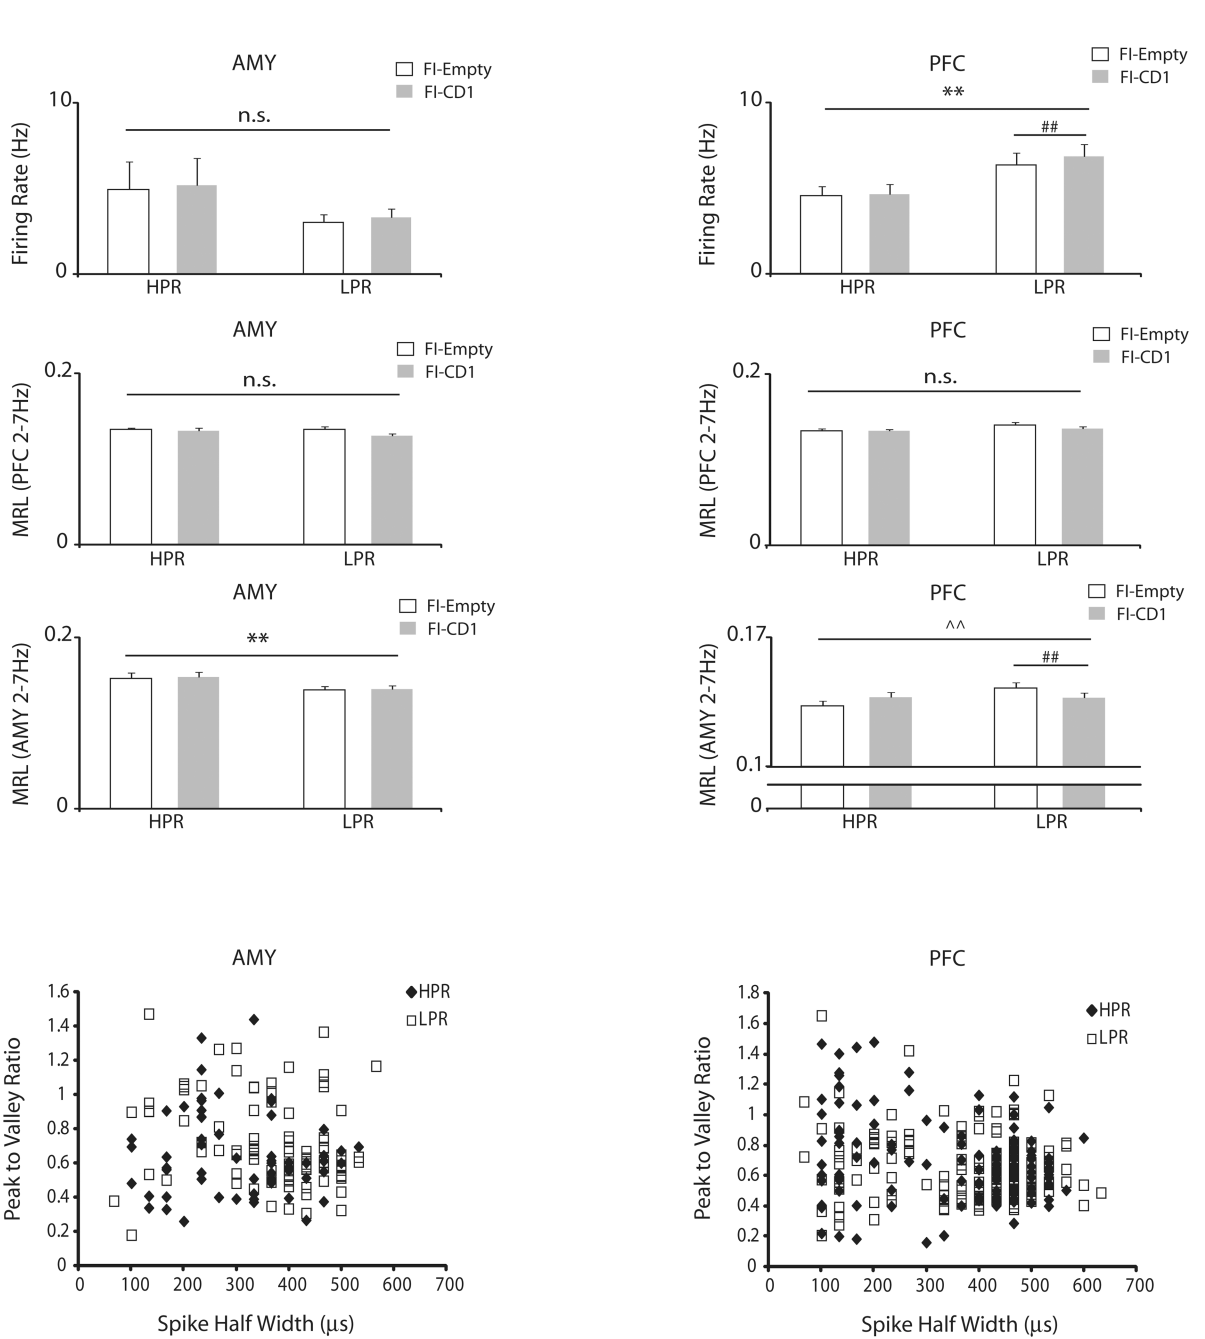 AMY
FI-Empty
FI-CD1
10
n.s.
Firing Rate (Hz)
0
HPR LPR
PFC
FI-Empty
FI-CD1
10
**
##
Firing Rate (Hz)
0
HPR LPR
AMY
FI-Empty
FI-CD1
0.2
n.s.
MRL (PFC 2-7Hz)
0
HPR LPR
PFC
FI-Empty
FI-CD1
0.2
n.s.
MRL (PFC 2-7Hz)
0
HPR LPR
AMY
FI-Empty
FI-CD1
0.2
**
MRL (AMY 2-7Hz)
0
HPR LPR
PFC
FI-Empty
FI-CD1
0.17
^^
##
MRL (AMY 2-7Hz)
0.1
0
HPR LPR
AMY
HPR
LPR
Peak to Valley Ratio
1.6
1.4
1.2
1
0.8
0.6
0.4
0.2
0
0 100 200 300 400 500 600 700
Spike Half Width (μs)
PFC
HPR
LPR
Peak to Valley Ratio
1.8
1.6
1.4
1.2
1
0.8
0.6
0.4
0.2
0
0 100 200 300 400 500 600 700
Spike Half Width (μs)